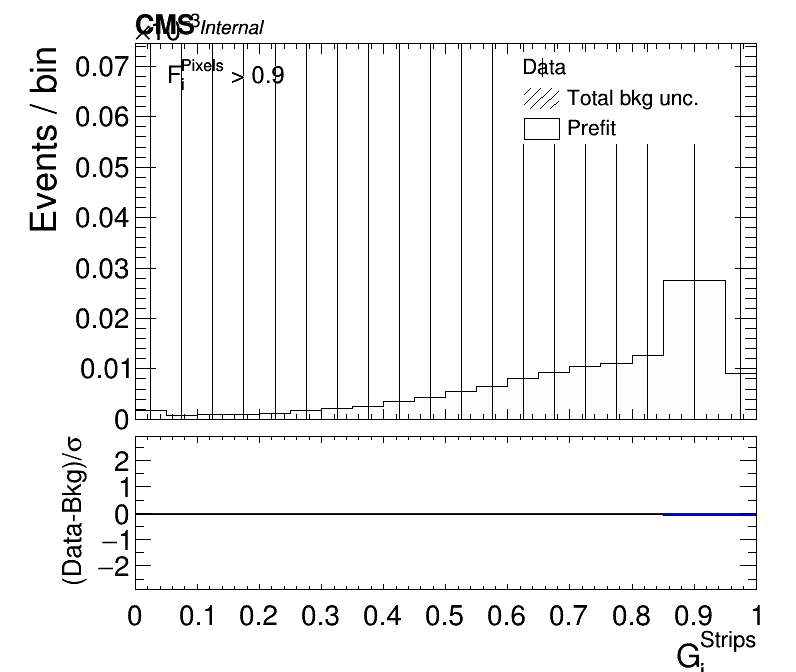 CMS Internal
×10³
Events / bin
F_i^Pixels > 0.9
Data
Total bkg unc.
Prefit
0.07
0.06
0.05
0.04
0.03
0.02
0.01
0
(Data-Bkg)/σ
2
1
0
−1
−2
0 0.1 0.2 0.3 0.4 0.5 0.6 0.7 0.8 0.9 1
G_i^Strips